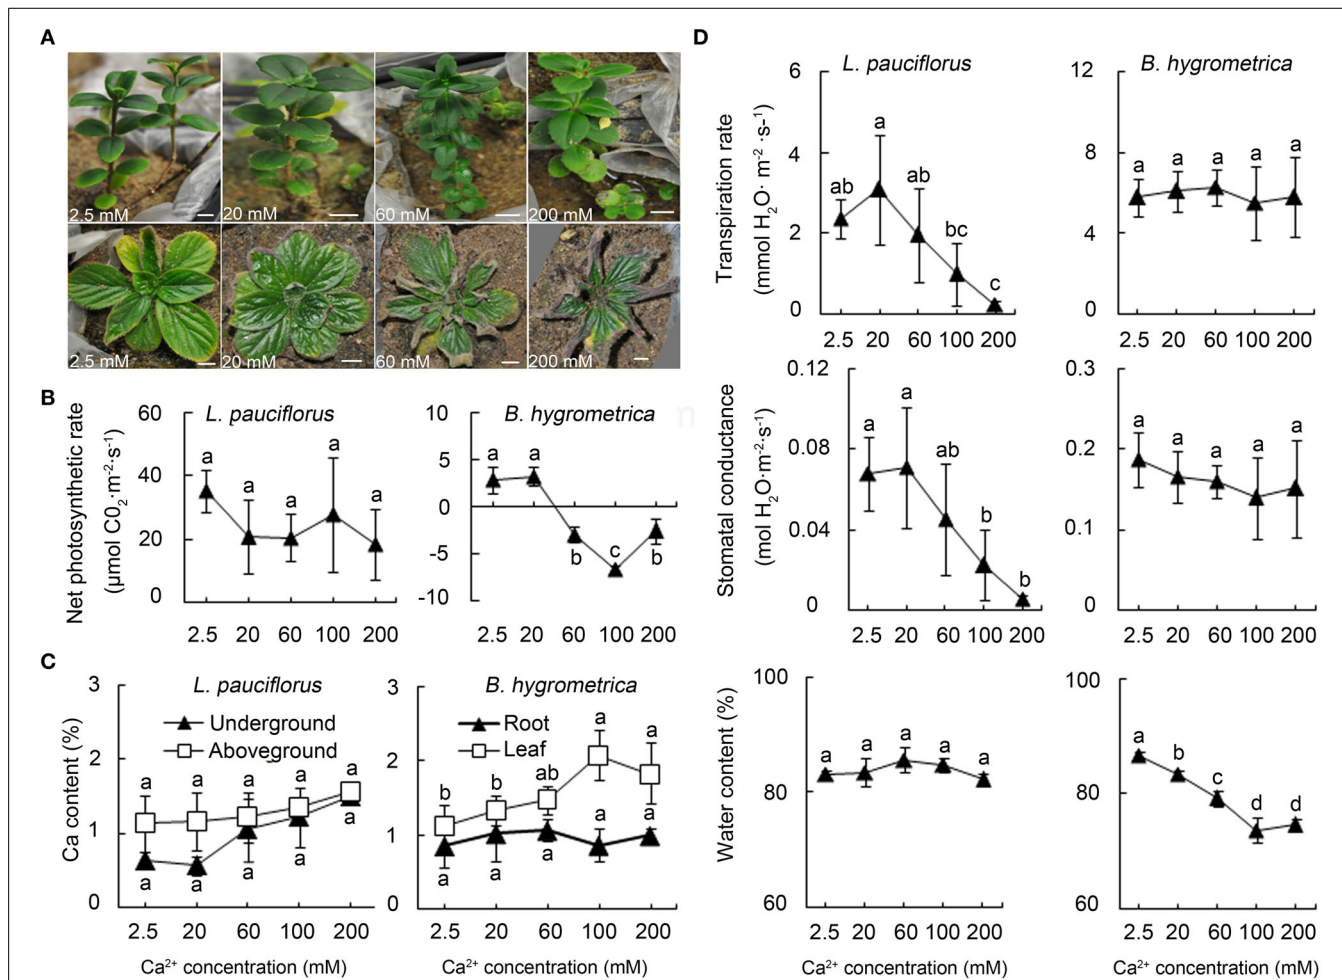 A
2.5 mM
20 mM
60 mM
200 mM
2.5 mM
20 mM
60 mM
200 mM
B
L. pauciflorus
Net photosynthetic rate
(µmol C0₂·m⁻²·s⁻¹)
60
40
20
0
a
a
a
a
a
2.5 20 60 100 200
B. hygrometrica
10
5
0
-5
-10
a
a
b
c
b
2.5 20 60 100 200
C
L. pauciflorus
Underground
Aboveground
Ca content (%)
3
2
1
0
a a a a a
a a a a a
2.5 20 60 100 200
Ca²⁺ concentration (mM)
B. hygrometrica
Root
Leaf
3
2
1
0
b b ab a a
a a a a a
2.5 20 60 100 200
Ca²⁺ concentration (mM)
D
L. pauciflorus
Transpiration rate
(mmol H₂O· m⁻² ·s-¹)
6
4
2
0
ab
a
ab
bc
c
2.5 20 60 100 200
B. hygrometrica
12
8
4
0
a a a a a
2.5 20 60 100 200
Stomatal conductance
(mol H₂O·m⁻²·s⁻¹)
0.12
0.08
0.04
0
a
a
ab
b
b
2.5 20 60 100 200
0.3
0.2
0.1
0
a a a a a
2.5 20 60 100 200
Water content (%)
100
80
60
a a a a a
2.5 20 60 100 200
Ca²⁺ concentration (mM)
100
80
60
a
b
c
d
d
2.5 20 60 100 200
Ca²⁺ concentration (mM)